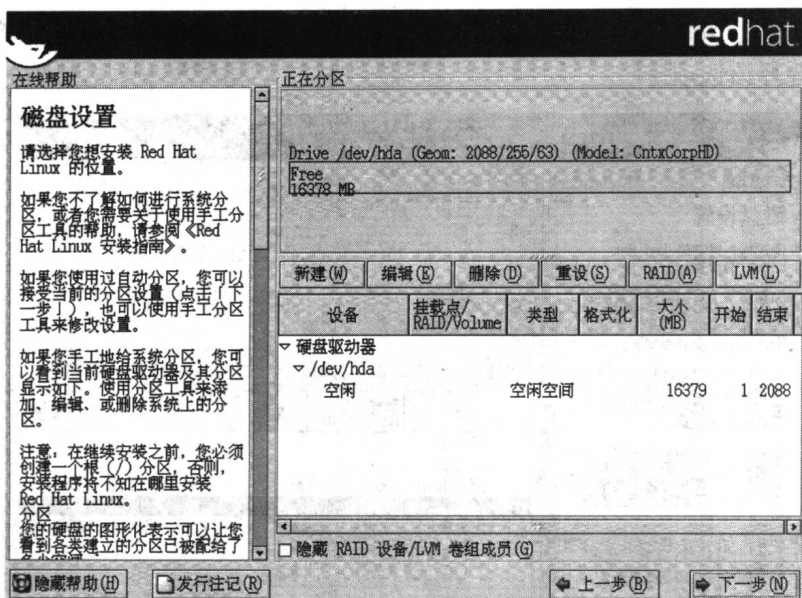 redhat.
在线帮助
磁盘设置
请选择您想安装 Red Hat
Linux 的位置。
如果您不了解如何进行系统分
区，或者您需要关于使用手工分
区工具的帮助，请参阅《Red
Hat Linux 安装指南》。
如果您使用过自动分区，您可以
接受当前的分区设置（点击「下
一步」），也可以使用手工分区
工具来修改设置。
如果您手工地给系统分区，您可
以看到当前硬盘驱动器及其分区
显示如下。使用分区工具来添
加、编辑、或删除系统上的分
区。
注意：在继续安装之前，您必须
创建一个根（/）分区，否则，
安装程序将不知在哪里安装
Red Hat Linux。
分区
您的硬盘的图形化表示可以让您
看到各类建立的分区已被配给了
正在分区
Drive /dev/hda (Geom: 2088/255/63) (Model: CntxCorpHD)
Free
16378 MB
新建(W) 编辑(E) 删除(D) 重设(S) RAID(A) LVM(L)
设备 挂载点/RAID/Volume 类型 格式化 大小(MB) 开始 结束
硬盘驱动器
/dev/hda
空闲 空闲空间 16379 1 2088
隐藏 RAID 设备/LVM 卷组成员(G)
隐藏帮助(H) 发行注记(R) 上一步(B) 下一步(N)